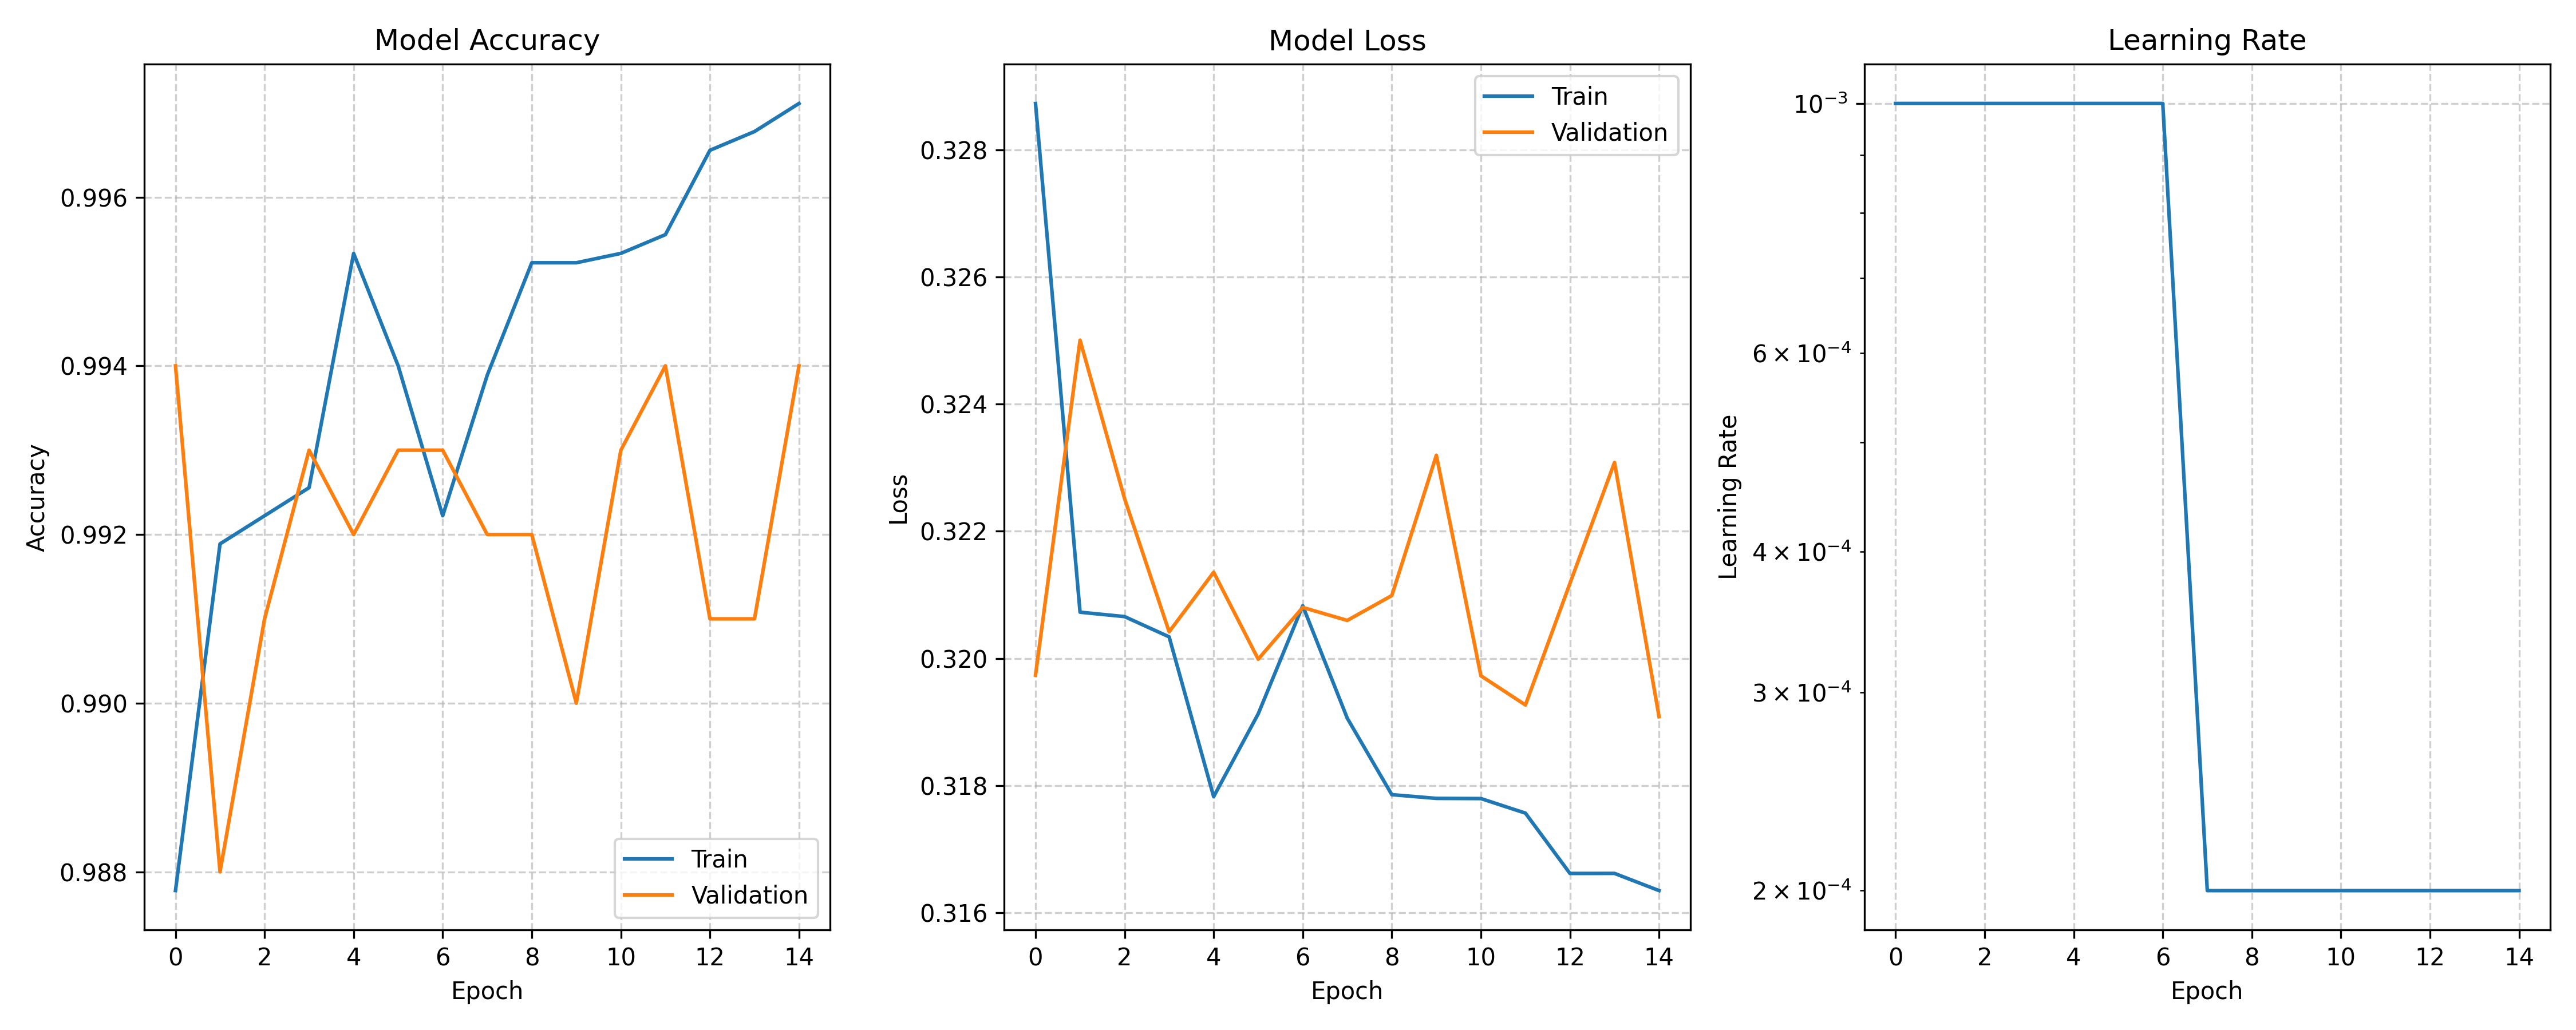 Model Accuracy
0.996
0.994
0.992
0.990
0.988
Accuracy
0 2 4 6 8 10 12 14
Epoch
Train
Validation
Model Loss
0.328
0.326
0.324
0.322
0.320
0.318
0.316
Loss
0 2 4 6 8 10 12 14
Epoch
Train
Validation
Learning Rate
10⁻³
6 × 10⁻⁴
4 × 10⁻⁴
3 × 10⁻⁴
2 × 10⁻⁴
Learning Rate
0 2 4 6 8 10 12 14
Epoch